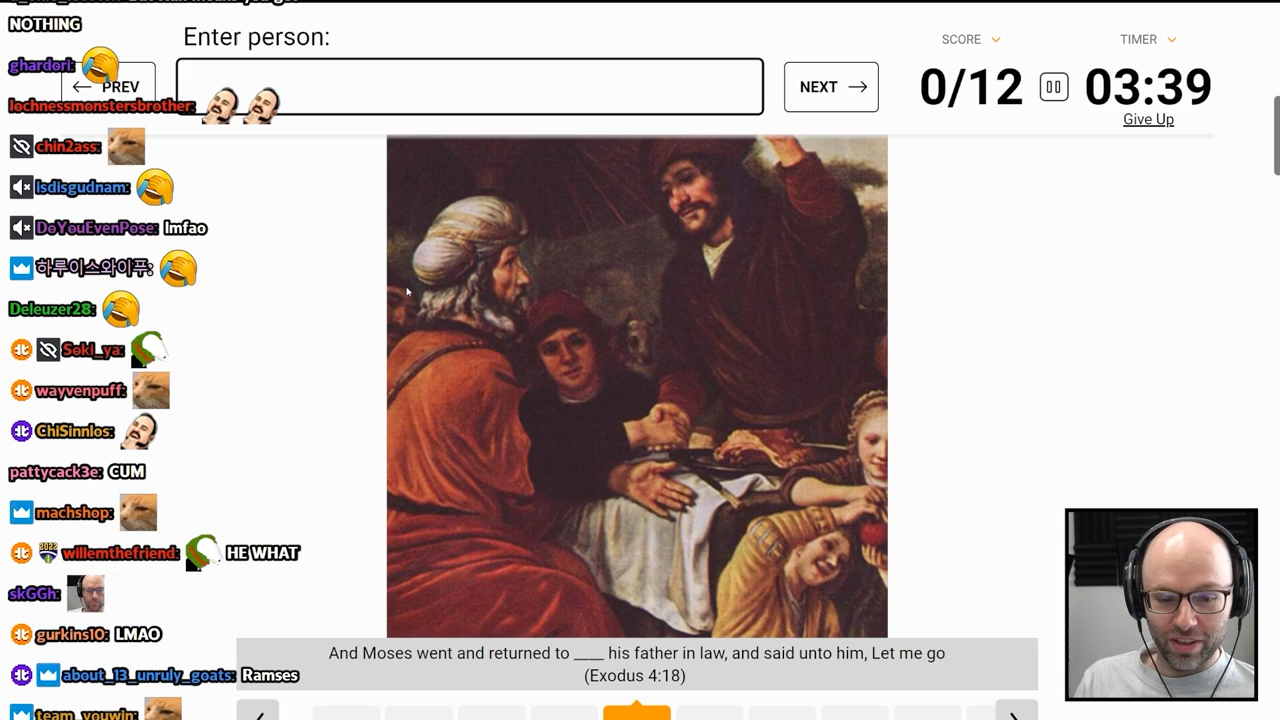 NOTHING
Enter person:
SCORE
TIMER
ghardori:
PREV
NEXT
0/12
03:39
lochnessmonstersbrother:
Give Up
chin2ass:
isdisgudnam:
DoYouEvenPose: lmfao
하루이스와이푸:
Deleuzer28:
Soki_ya:
wayvenpuff:
ChiSinnlos:
pattycack3e: CUM
machshop:
willemthefriend: HE WHAT
skGGh:
gurkins10: LMAO
And Moses went and returned to ____ his father in law, and said unto him, Let me go
(Exodus 4:18)
about_13_unruly_goats: Ramses
team_youwin: